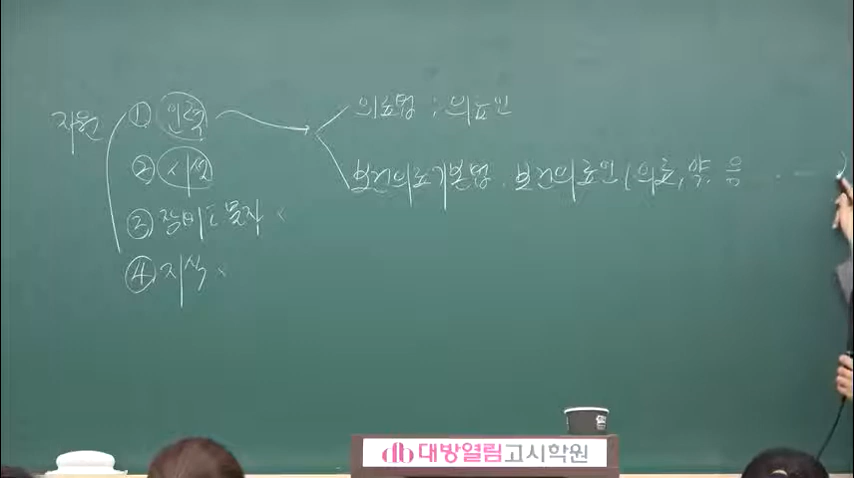 자원 ① 인력 → 의료법 : 의료인
보건의료기본법 . 보건의료인 (의료, 약, 응 . - )
② 시설
③ 장비 물자
④ 지식
대방열림고시학원